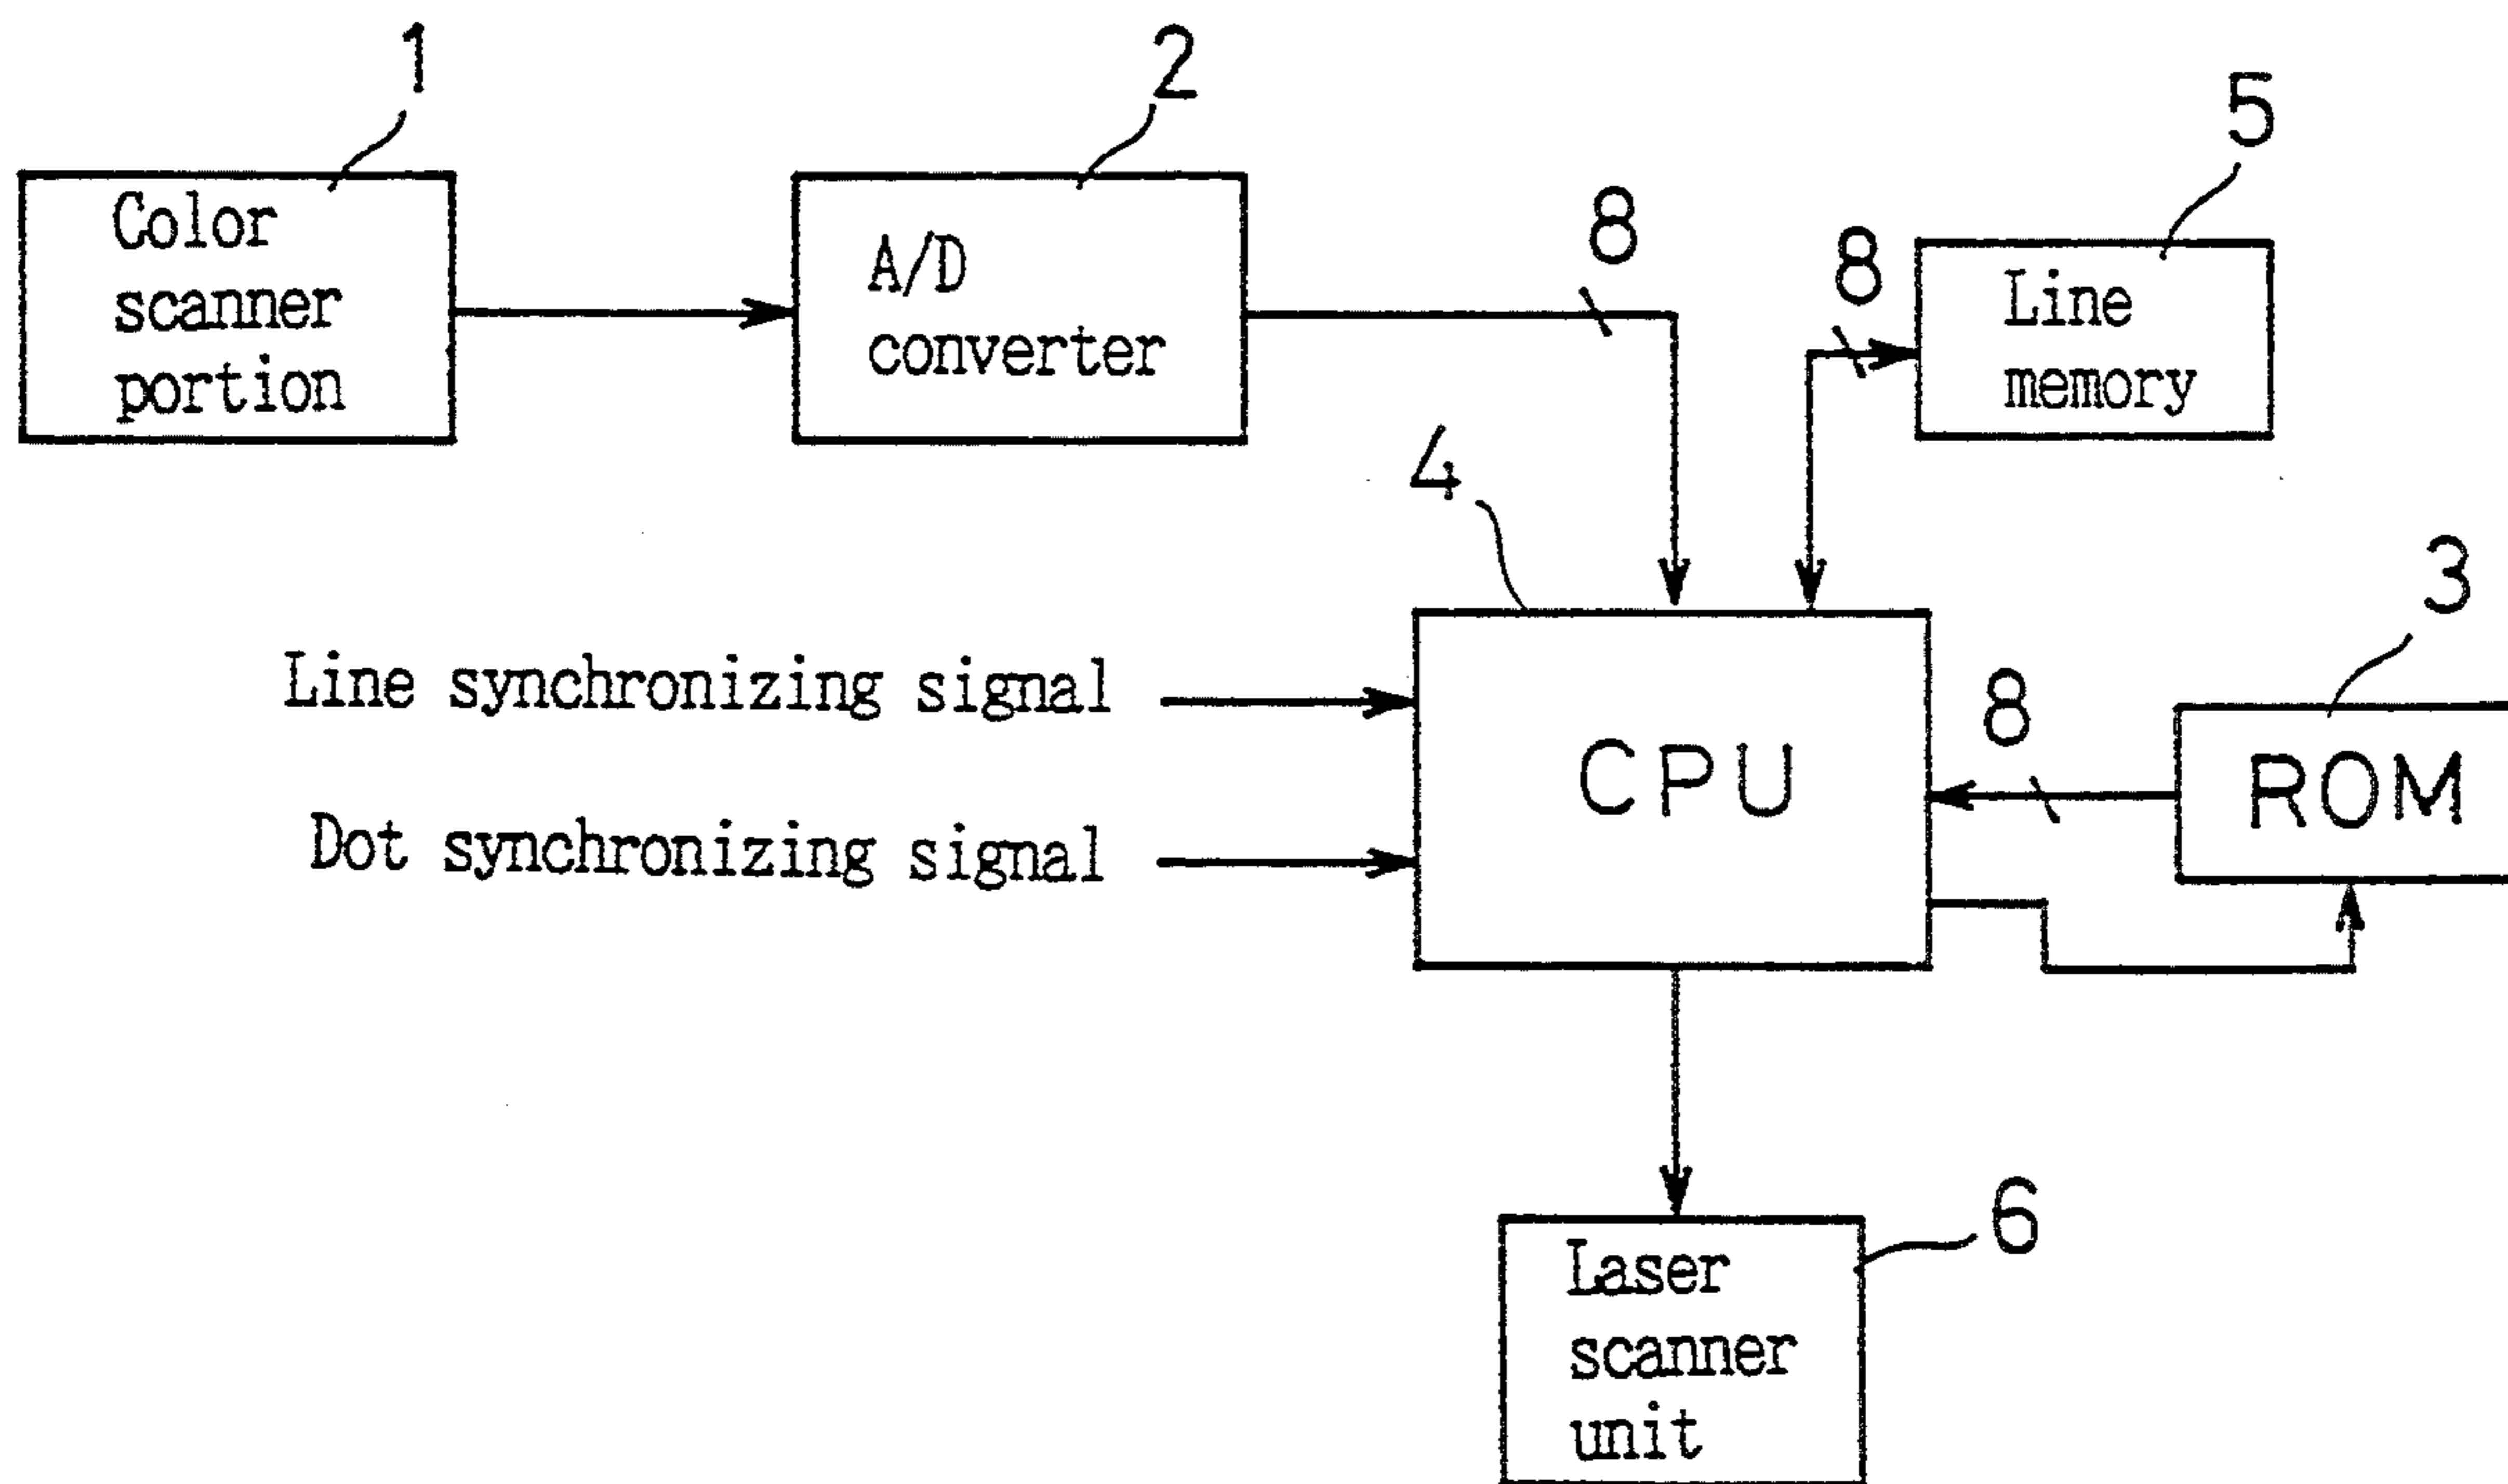 1
2
5
Color
scanner
portion
A/D
converter
8
8
Line
memory
4
3
Line synchronizing signal
CPU
8
ROM
Dot synchronizing signal
6
Laser
scanner
unit